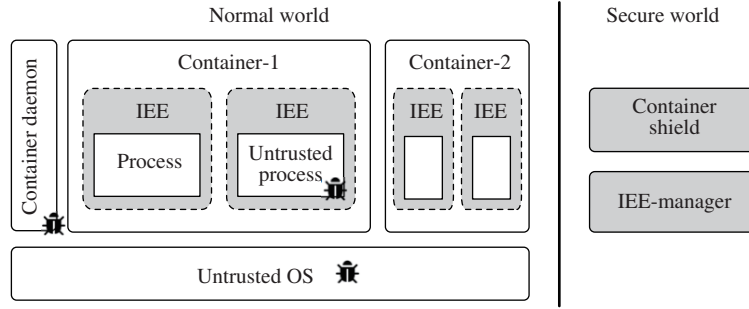 Normal world
Secure world
Container daemon
Container-1
Container-2
IEE
IEE
IEE
IEE
Process
Untrusted
process
Container
shield
IEE-manager
Untrusted OS